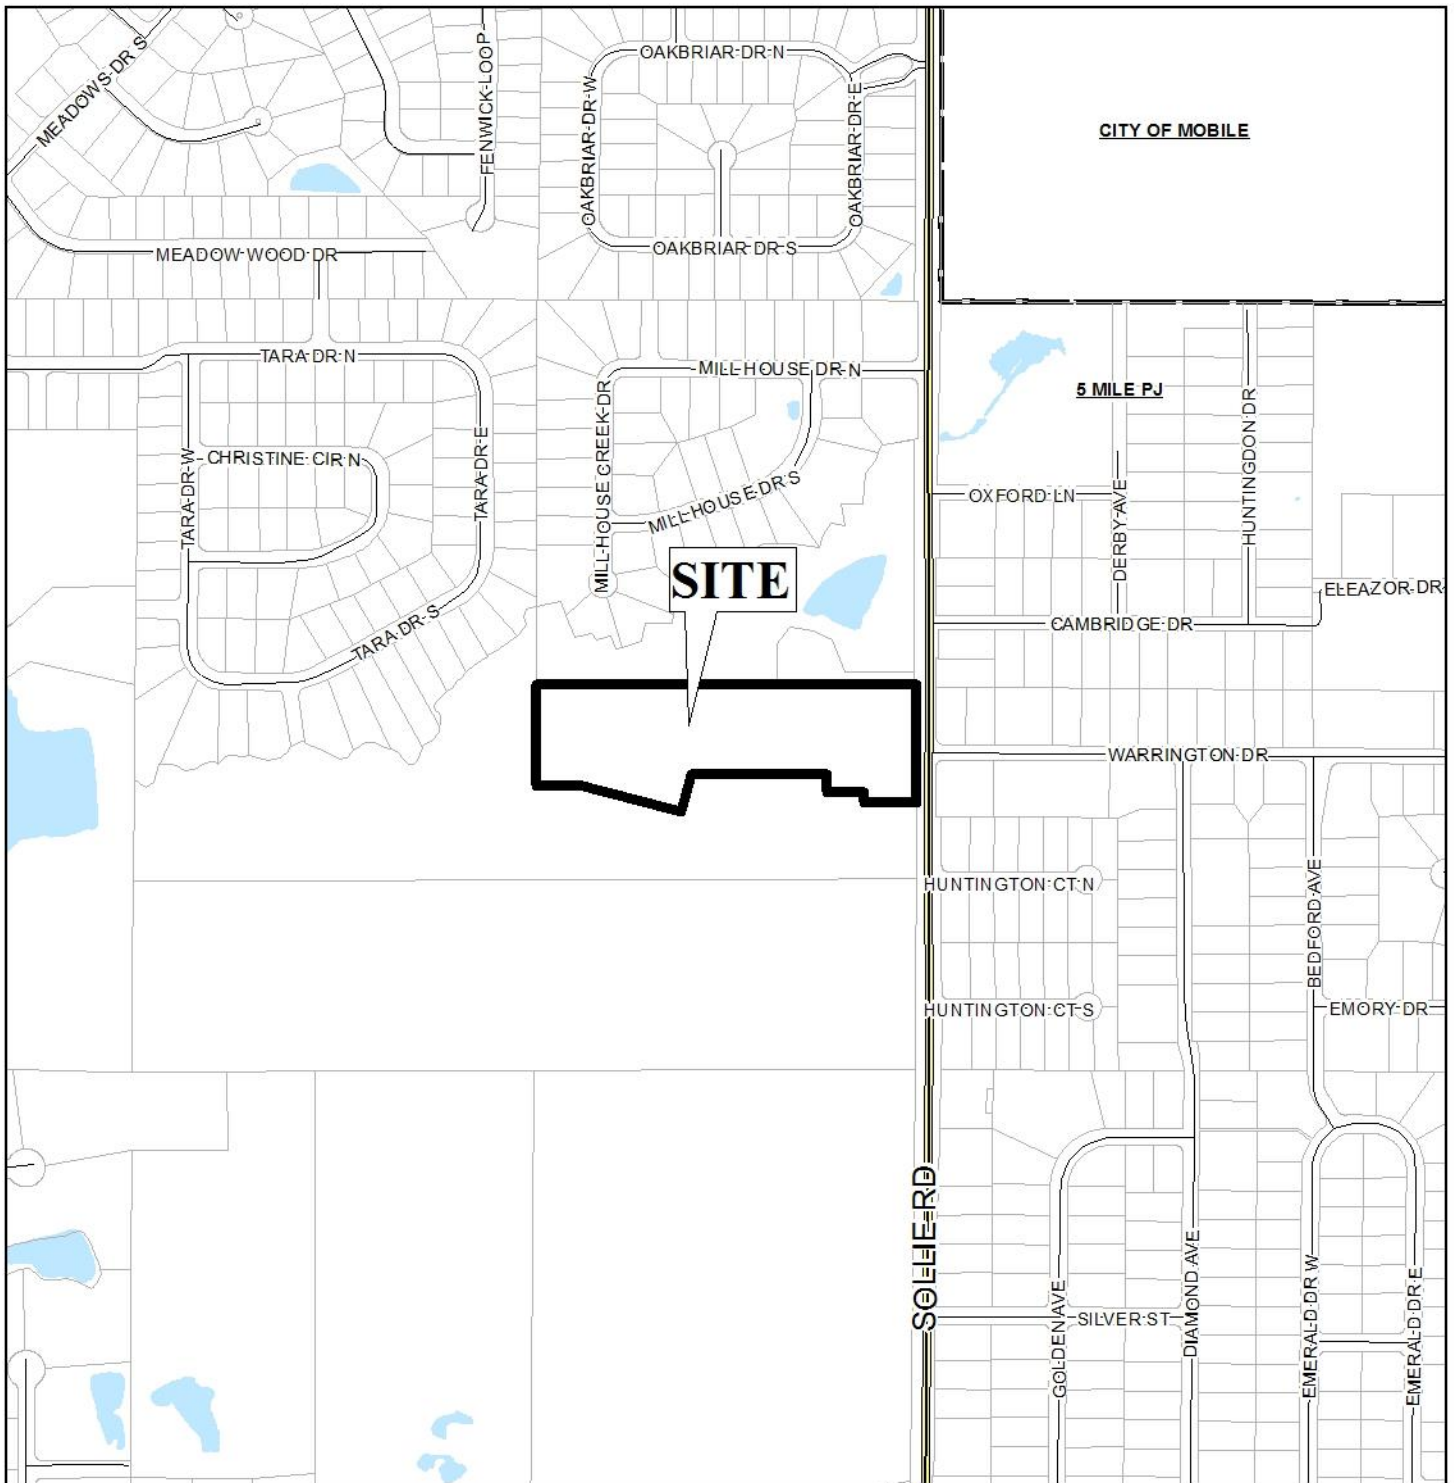 MEADOWS DR S
FENWICK LOOP
OAKBRIAR DR N
OAKBRIAR DR W
OAKBRIAR DR E
CITY OF MOBILE
OAKBRIAR DR S
MEADOW WOOD DR
TARA DR N
MILL HOUSE DR N
5 MILE PJ
HUNTINGDON DR
MILL HOUSE CREEK DR
TARA DR W
CHRISTINE CIR N
TARA DR E
MILL HOUSE DR S
OXFORD LN
DERBY AVE
SITE
ELEAZOR DR
TARA DR S
CAMBRIDGE DR
WARRINGTON DR
HUNTINGTON CT N
BEDFORD AVE
HUNTINGTON CT S
EMORY DR
SOLLIE RD
GOLDEN AVE
SILVER ST
DIAMOND AVE
EMERALD DR W
EMERALD DR E